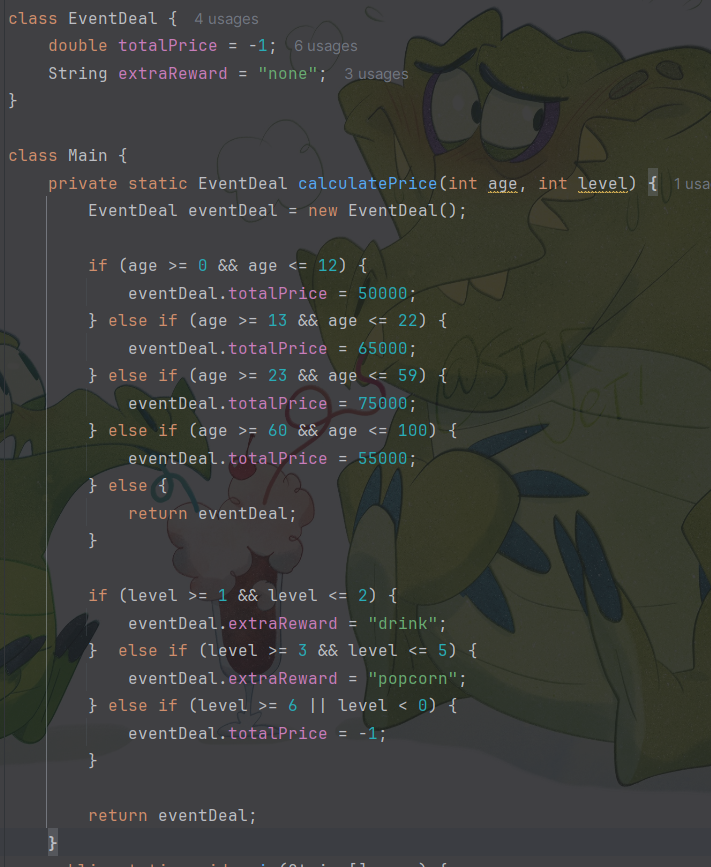 class EventDeal {  4 usages
    double totalPrice = -1;  6 usages
    String extraReward = "none";  3 usages
}

class Main {
    private static EventDeal calculatePrice(int age, int level) {  1 usa
        EventDeal eventDeal = new EventDeal();

        if (age >= 0 && age <= 12) {
            eventDeal.totalPrice = 50000;
        } else if (age >= 13 && age <= 22) {
            eventDeal.totalPrice = 65000;
        } else if (age >= 23 && age <= 59) {
            eventDeal.totalPrice = 75000;
        } else if (age >= 60 && age <= 100) {
            eventDeal.totalPrice = 55000;
        } else {
            return eventDeal;
        }

        if (level >= 1 && level <= 2) {
            eventDeal.extraReward = "drink";
        }  else if (level >= 3 && level <= 5) {
            eventDeal.extraReward = "popcorn";
        } else if (level >= 6 || level < 0) {
            eventDeal.totalPrice = -1;
        }

        return eventDeal;
    }